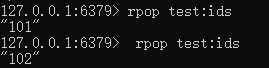 127.0.0.1:6379> rpop test:ids
"101"
127.0.0.1:6379>  rpop test:ids
"102"